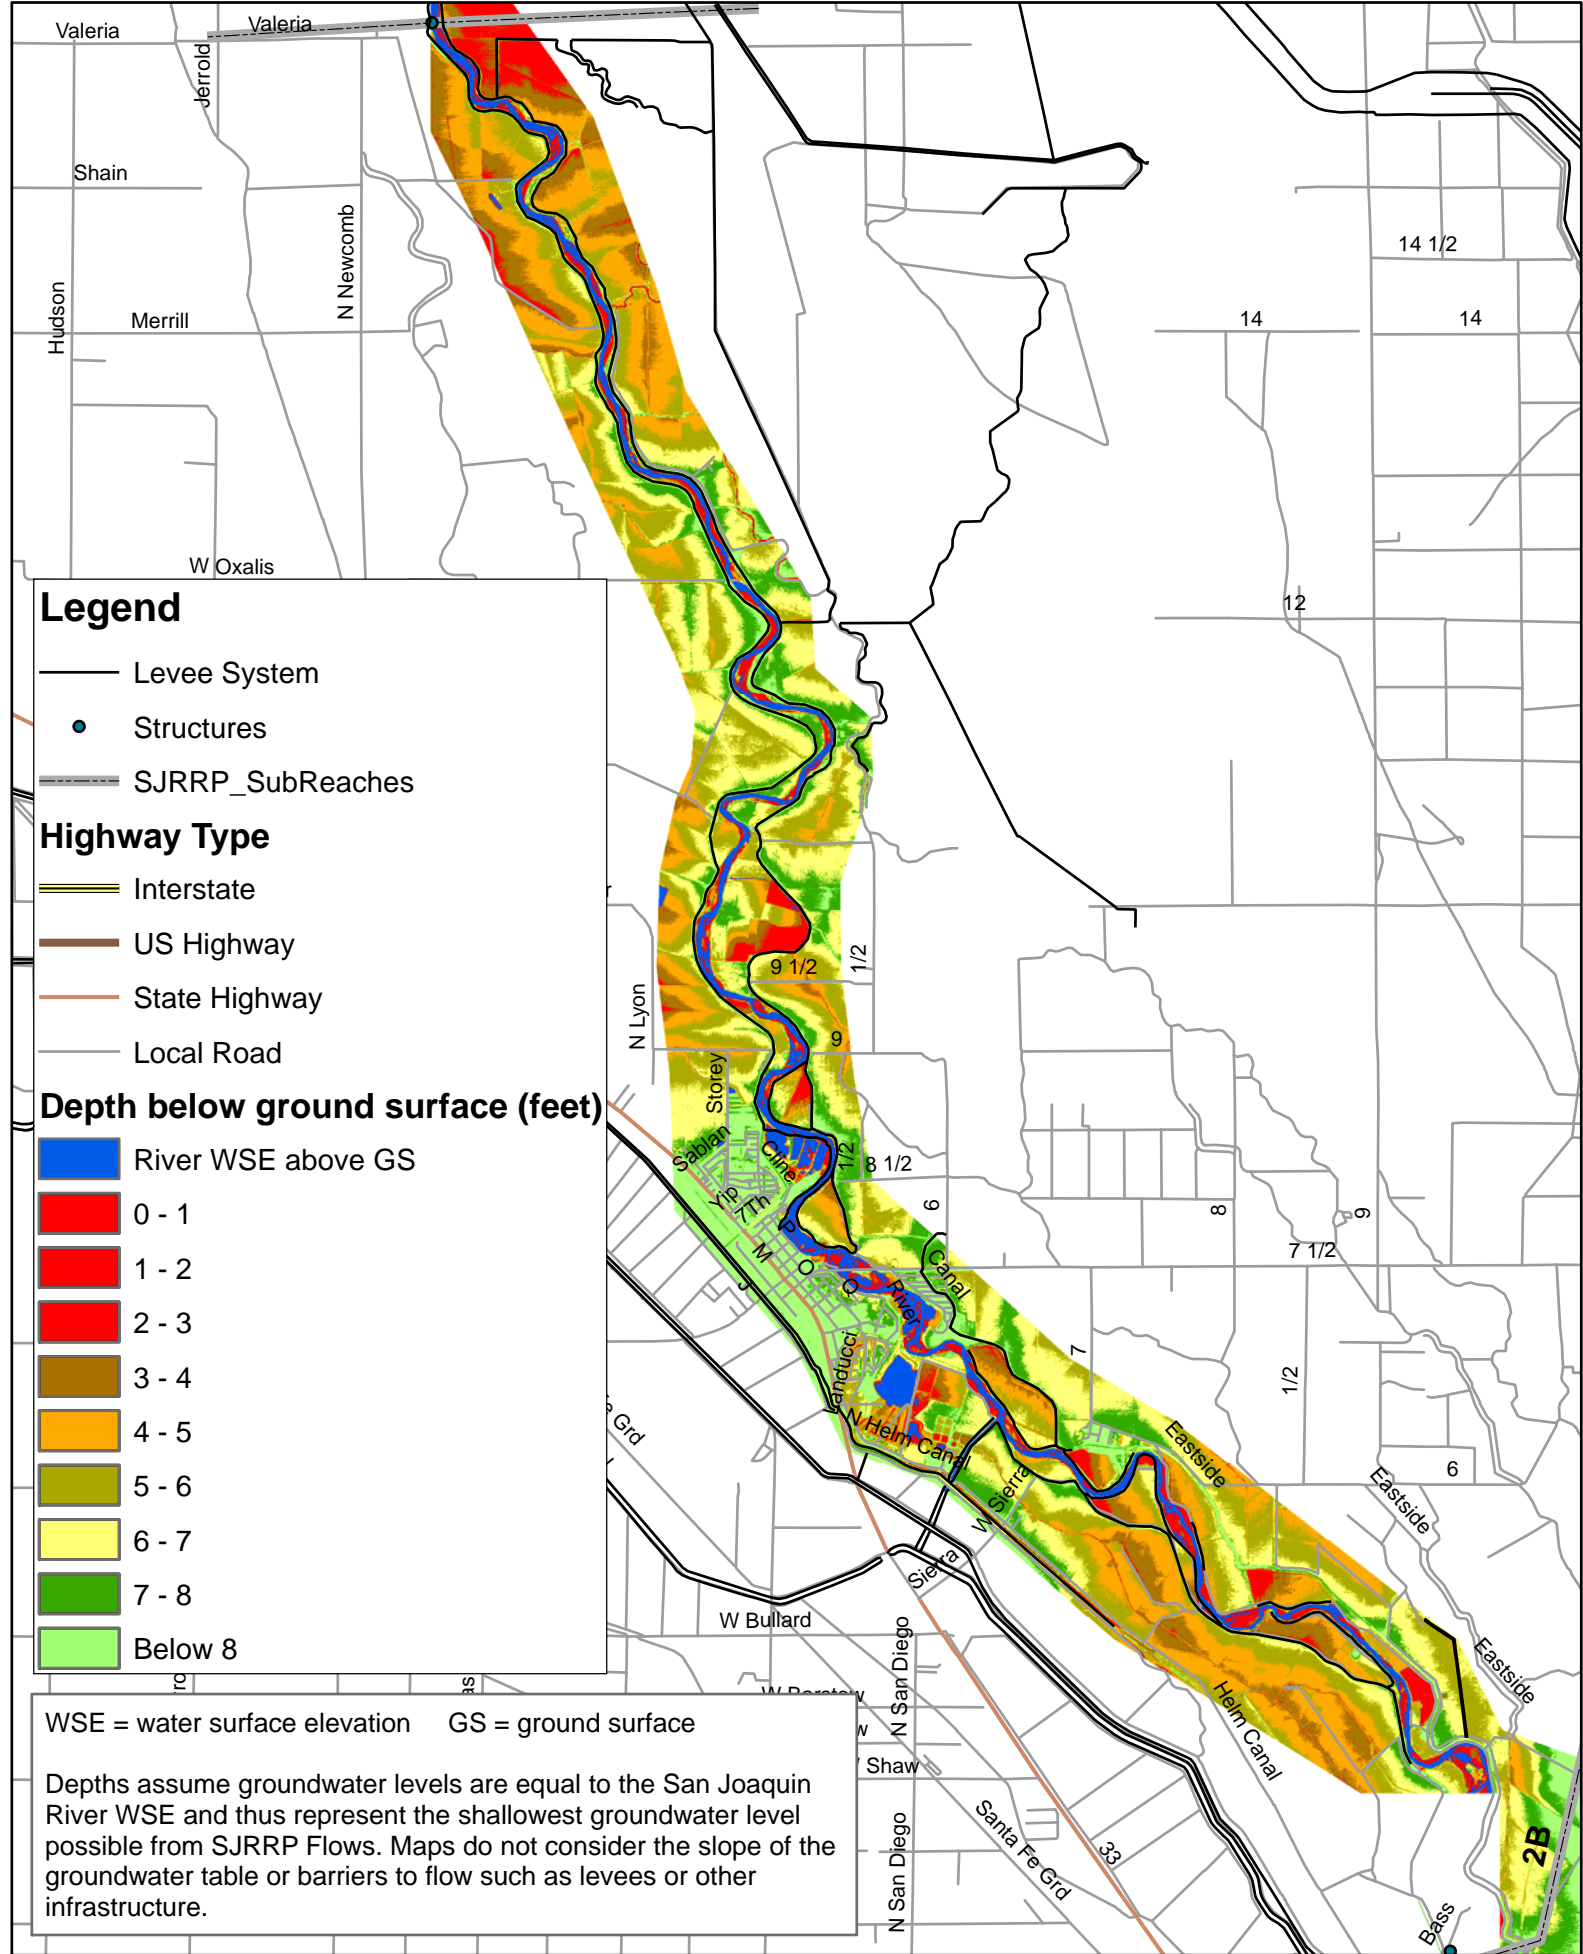 Valeria
Valeria
Jerrold
Shain
N Newcomb
14 1/2
Hudson
Merrill
14
14
W Oxalis
12
Legend
Levee System
Structures
SJRRP_SubReaches
Highway Type
Interstate
US Highway
State Highway
Local Road
Depth below ground surface (feet)
River WSE above GS
0 - 1
1 - 2
2 - 3
3 - 4
4 - 5
5 - 6
6 - 7
7 - 8
Below 8
9 1/2
1/2
N Lyon
9
Storey
Sablan
Cline
1/2
8 1/2
Yip
7Th
P
6
8
9
7 1/2
M
O
Q
J
River
Canal
Landucci
7
1/2
N Helm Canal
Grd
Eastside
6
Eastside
W Sierra
Sierra
W Bullard
N San Diego
Eastside
Helm Canal
W Barstow
Shaw
N San Diego
Santa Fe Grd
33
2B
Bass
WSE = water surface elevation GS = ground surface
Depths assume groundwater levels are equal to the San Joaquin
River WSE and thus represent the shallowest groundwater level
possible from SJRRP Flows. Maps do not consider the slope of the
groundwater table or barriers to flow such as levees or other
infrastructure.